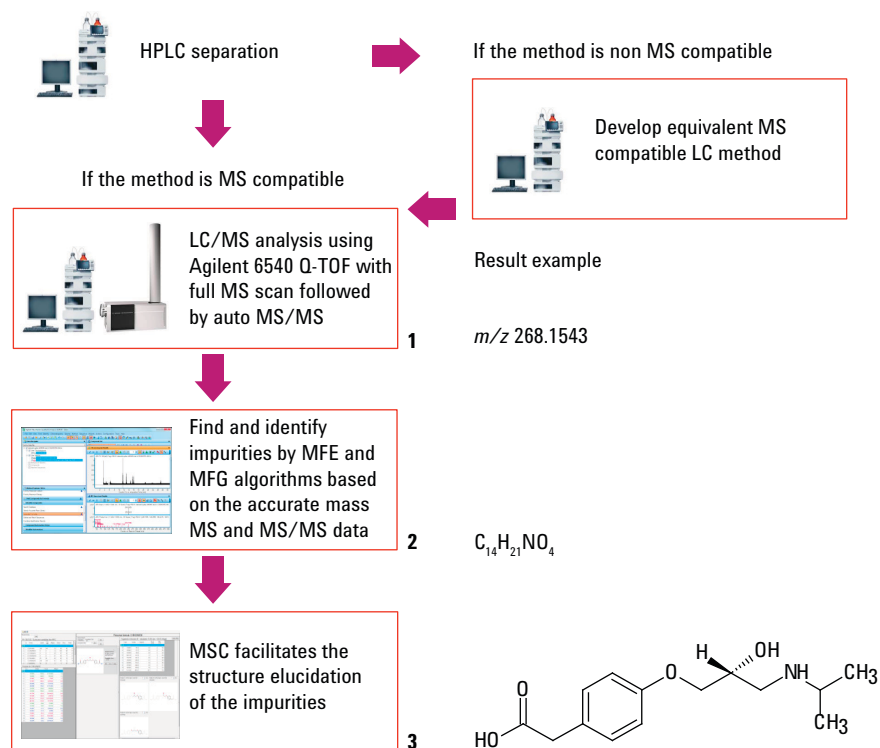 HPLC separation
If the method is non MS compatible
Develop equivalent MS
compatible LC method
If the method is MS compatible
LC/MS analysis using
Agilent 6540 Q-TOF with
full MS scan followed
by auto MS/MS
1
Result example
m/z 268.1543
Find and identify
impurities by MFE and
MFG algorithms based
on the accurate mass
MS and MS/MS data
2
C₁₄H₂₁NO₄
MSC facilitates the
structure elucidation
of the impurities
3
O
HO
O
H
OH
NH
CH3
CH3